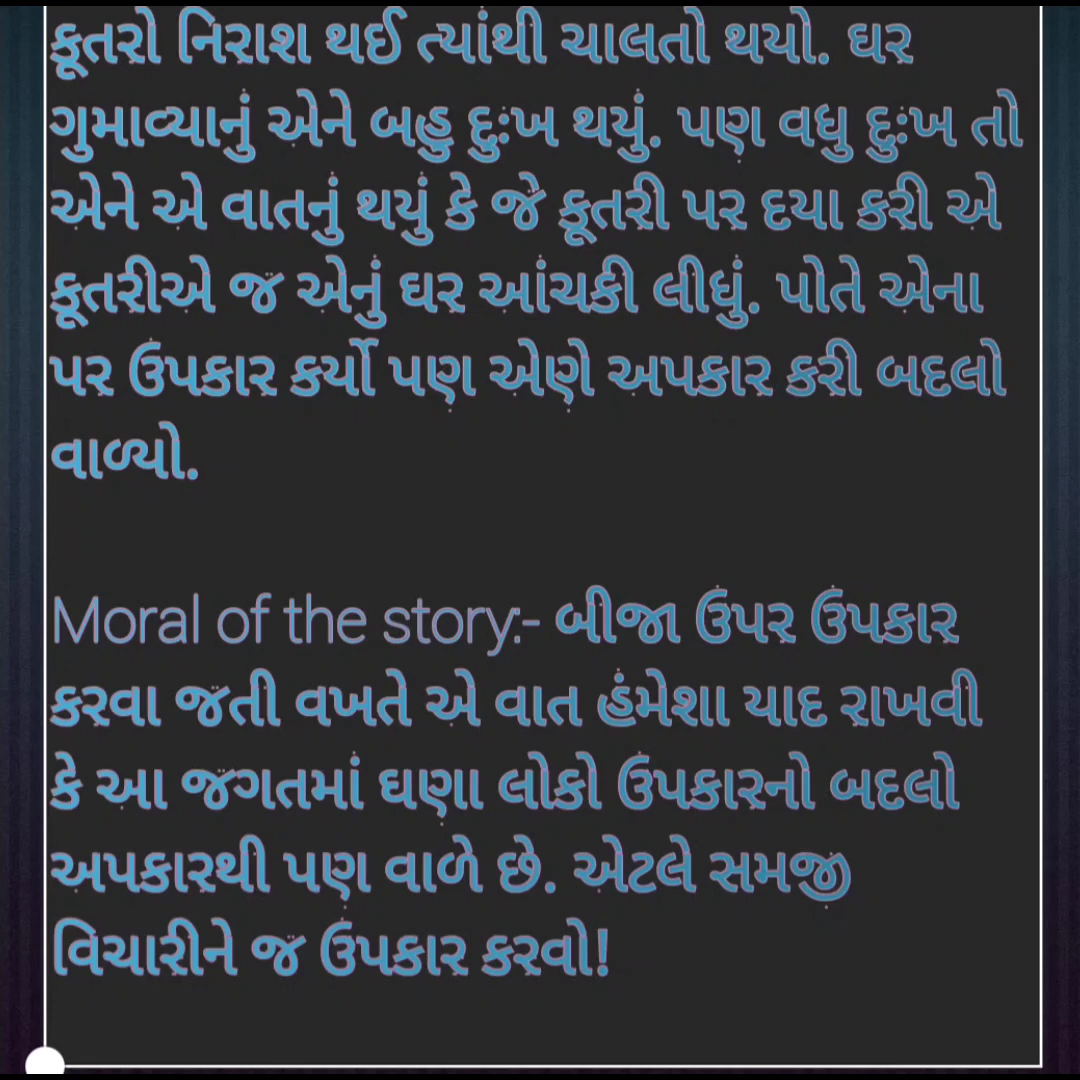 કૂતરો નિરાશ થઈ ત્યાંથી ચાલતો થયો. ઘર
ગુમાવ્યાનું એને બહુ દુઃખ થયું. પણ વધુ દુઃખ તો
એને એ વાતનું થયું કે જે કૂતરી પર દયા કરી એ
કૂતરીએ જ એનું ઘર આંચકી લીધું. પોતે એના
પર ઉપકાર કર્યો પણ એણે અપકાર કરી બદલો
વાળ્યો.
Moral of the story:- બીજા ઉપર ઉપકાર
કરવા જતી વખતે એ વાત હંમેશા યાદ રાખવી
કે આ જગતમાં ઘણા લોકો ઉપકારનો બદલો
અપકારથી પણ વાળે છે. એટલે સમજી
વિચારીને જ ઉપકાર કરવો!